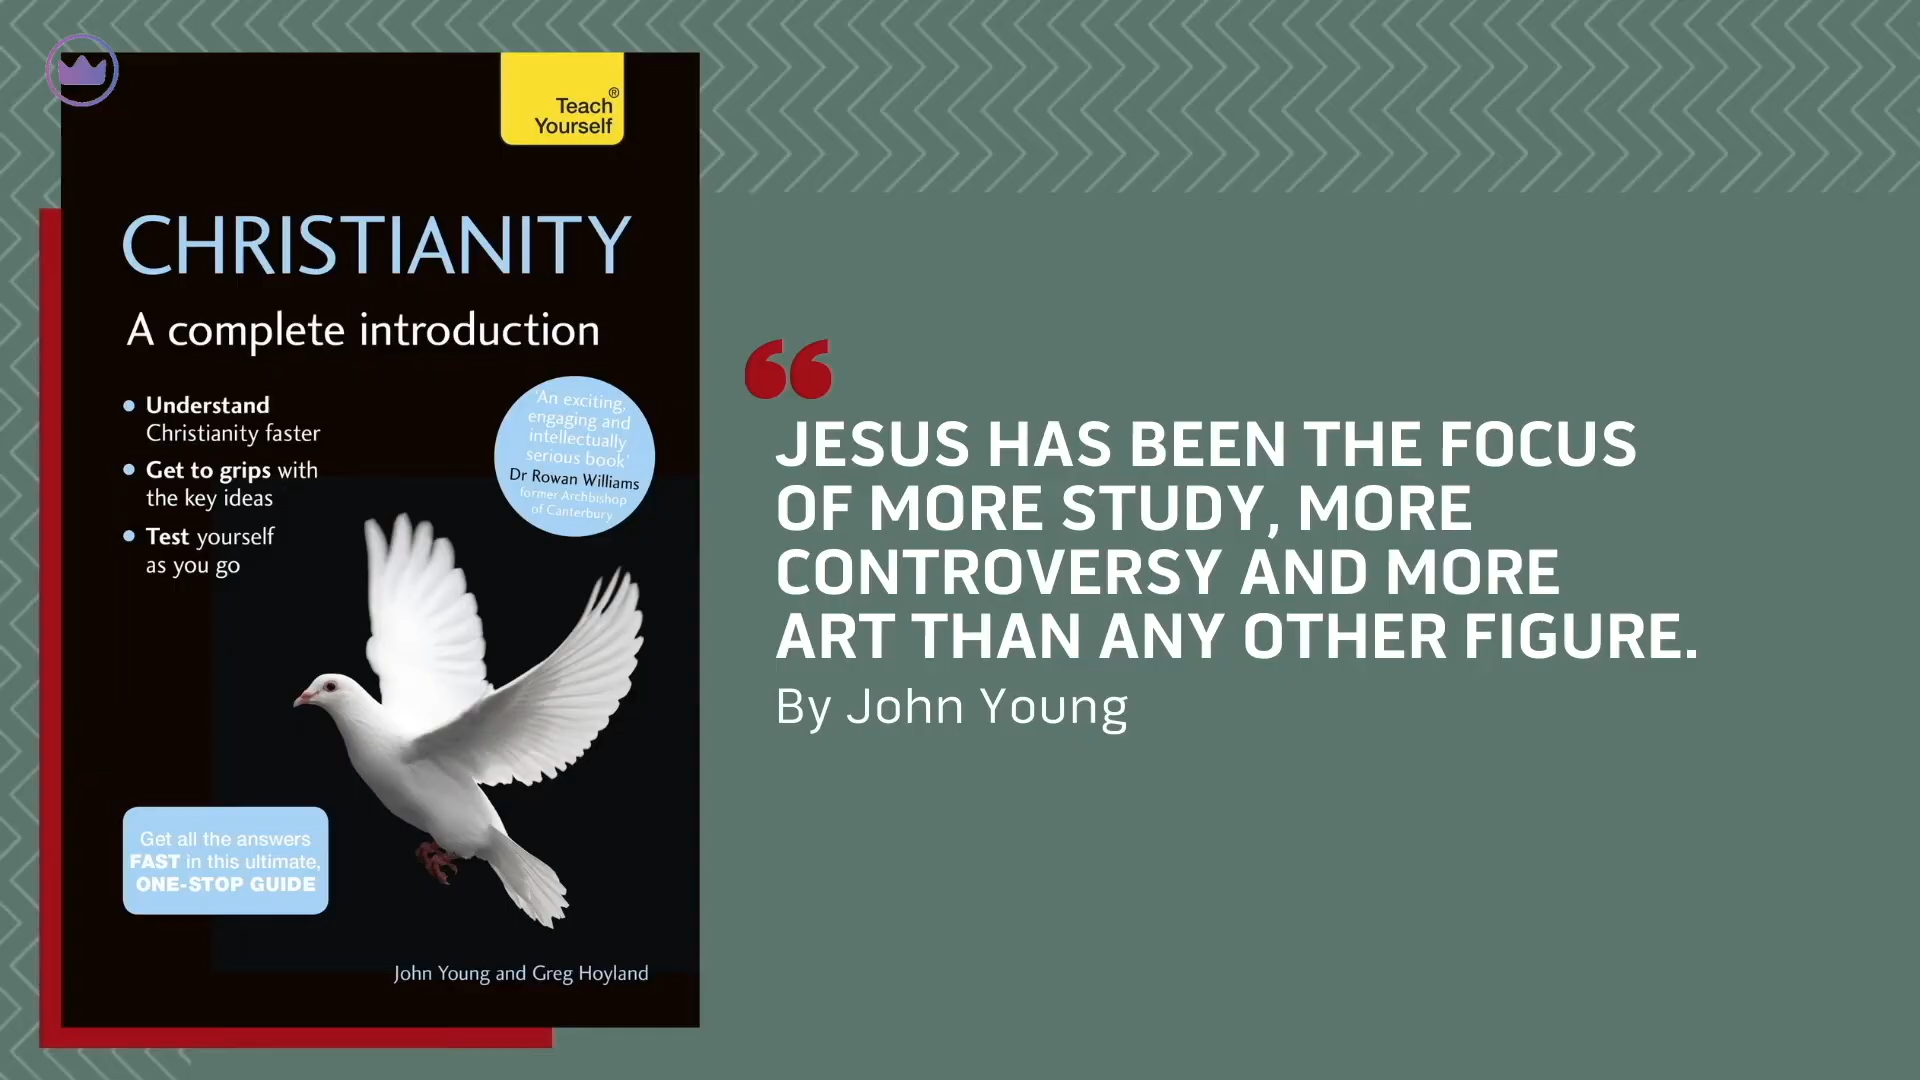 Teach®
Yourself
CHRISTIANITY
A complete introduction
• Understand
Christianity faster
• Get to grips with
the key ideas
• Test yourself
as you go
'An exciting,
engaging and
intellectually
serious book'
Dr Rowan Williams
former Archbishop
of Canterbury
Get all the answers
FAST in this ultimate,
ONE-STOP GUIDE
John Young and Greg Hoyland
“
JESUS HAS BEEN THE FOCUS
OF MORE STUDY, MORE
CONTROVERSY AND MORE
ART THAN ANY OTHER FIGURE.
By John Young